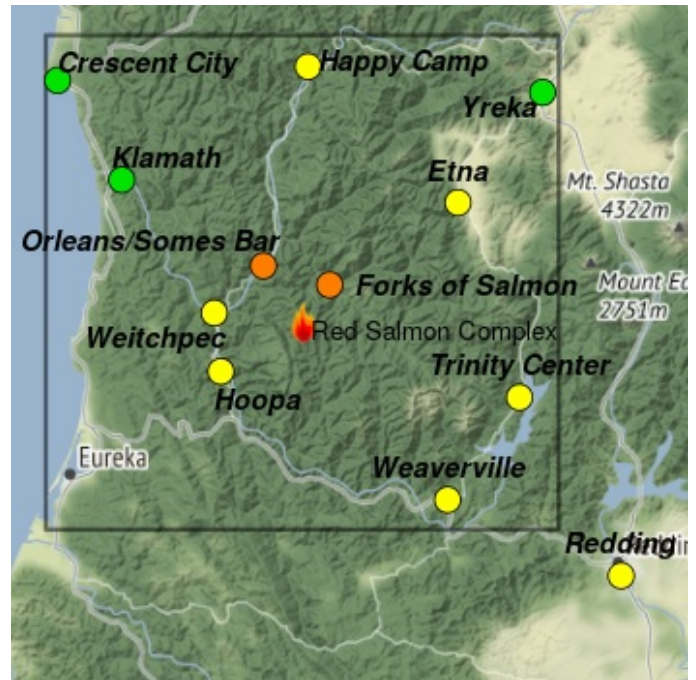 Crescent City
Happy Camp
Yreka
Klamath
Etna
Mt. Shasta
4322m
Orleans/Somes Bar
Forks of Salmon
Mount E
2751m
Weitchpec
Red Salmon Complex
Trinity Center
Hoopa
Eureka
Weaverville
Redding